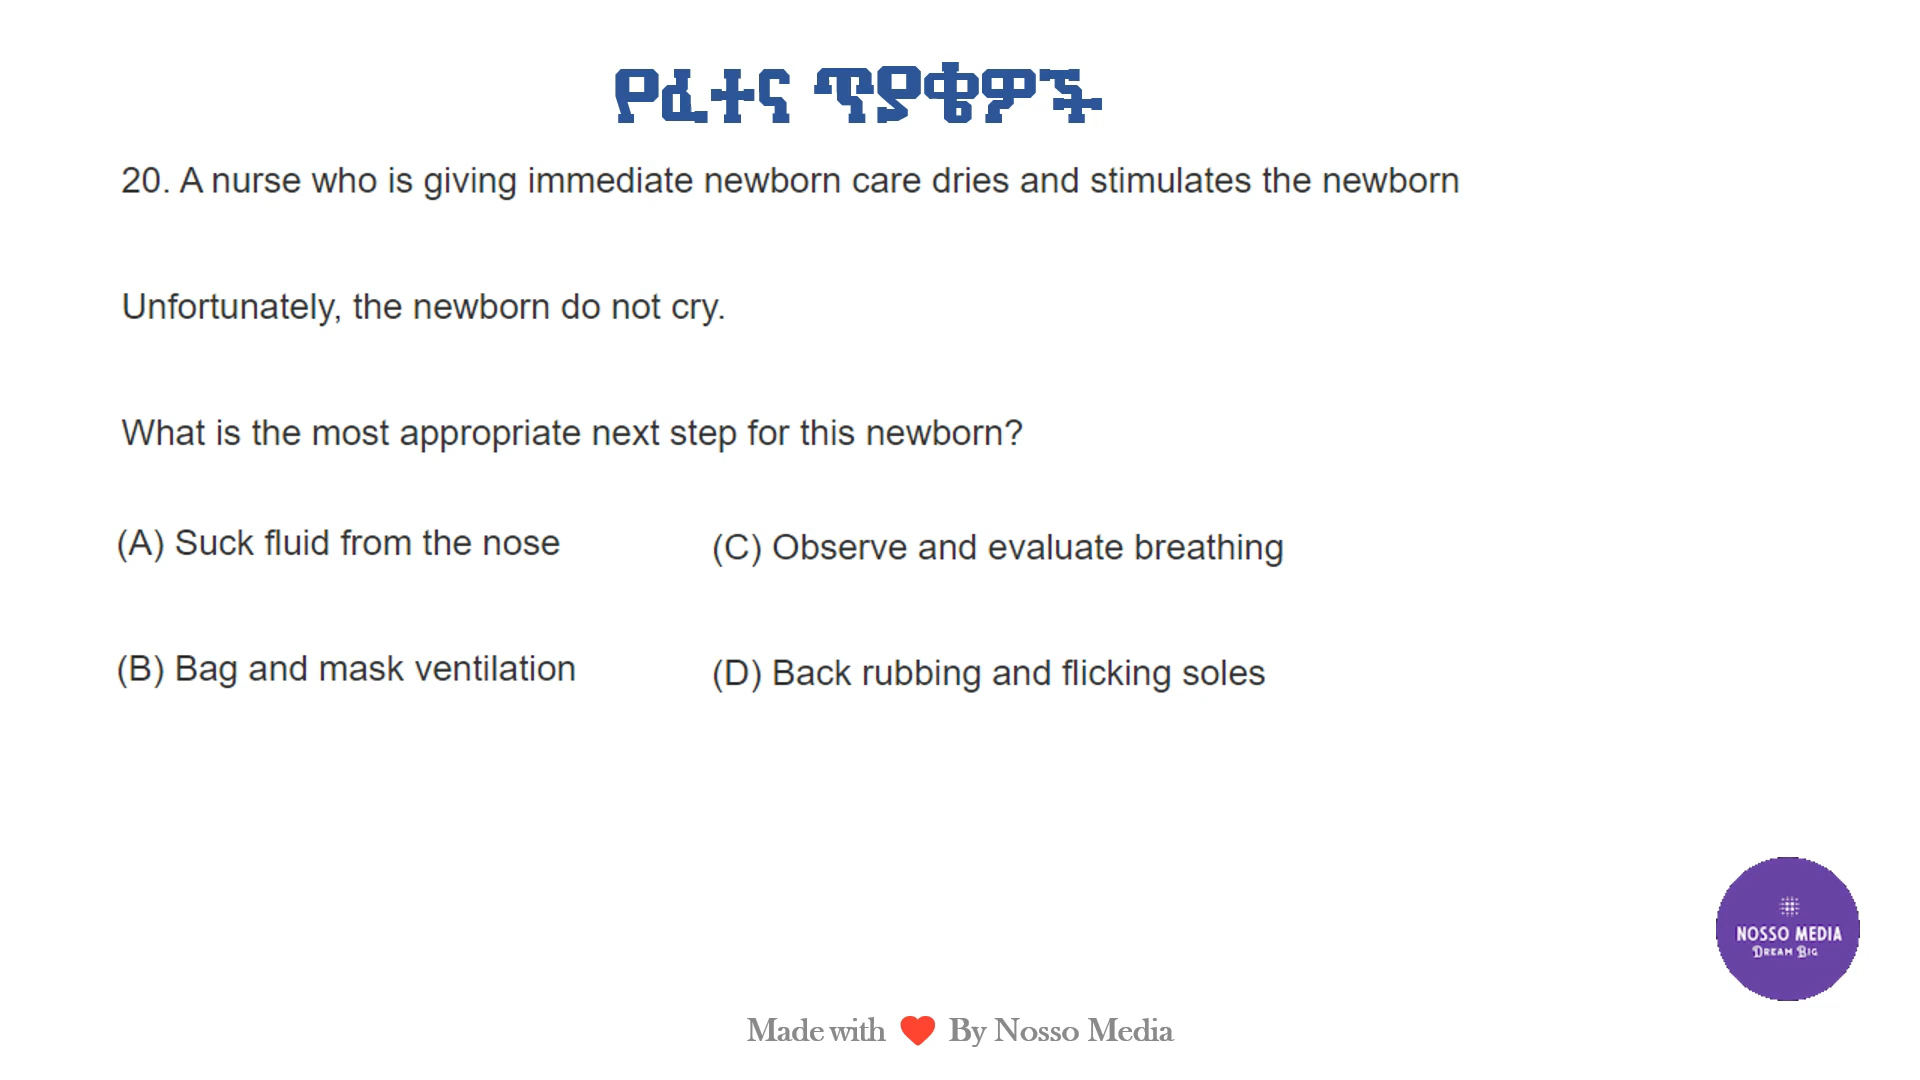 የፈተና ጥያቄዎች
20. A nurse who is giving immediate newborn care dries and stimulates the newborn
Unfortunately, the newborn do not cry.
What is the most appropriate next step for this newborn?
(A) Suck fluid from the nose
(C) Observe and evaluate breathing
(B) Bag and mask ventilation
(D) Back rubbing and flicking soles
NOSSO MEDIA
DREAM BIG
Made with ❤ By Nosso Media